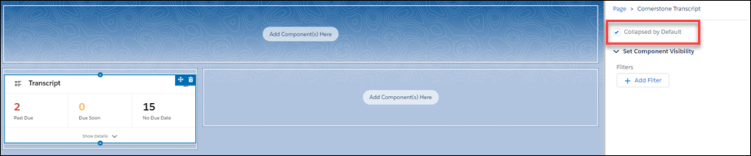 Page > Cornerstone Transcript
Collapsed by Default
Set Component Visibility
Filters
+ Add Filter
Add Component(s) Here
Transcript
2
Past Due
0
Due Soon
15
No Due Date
Show Details
Add Component(s) Here